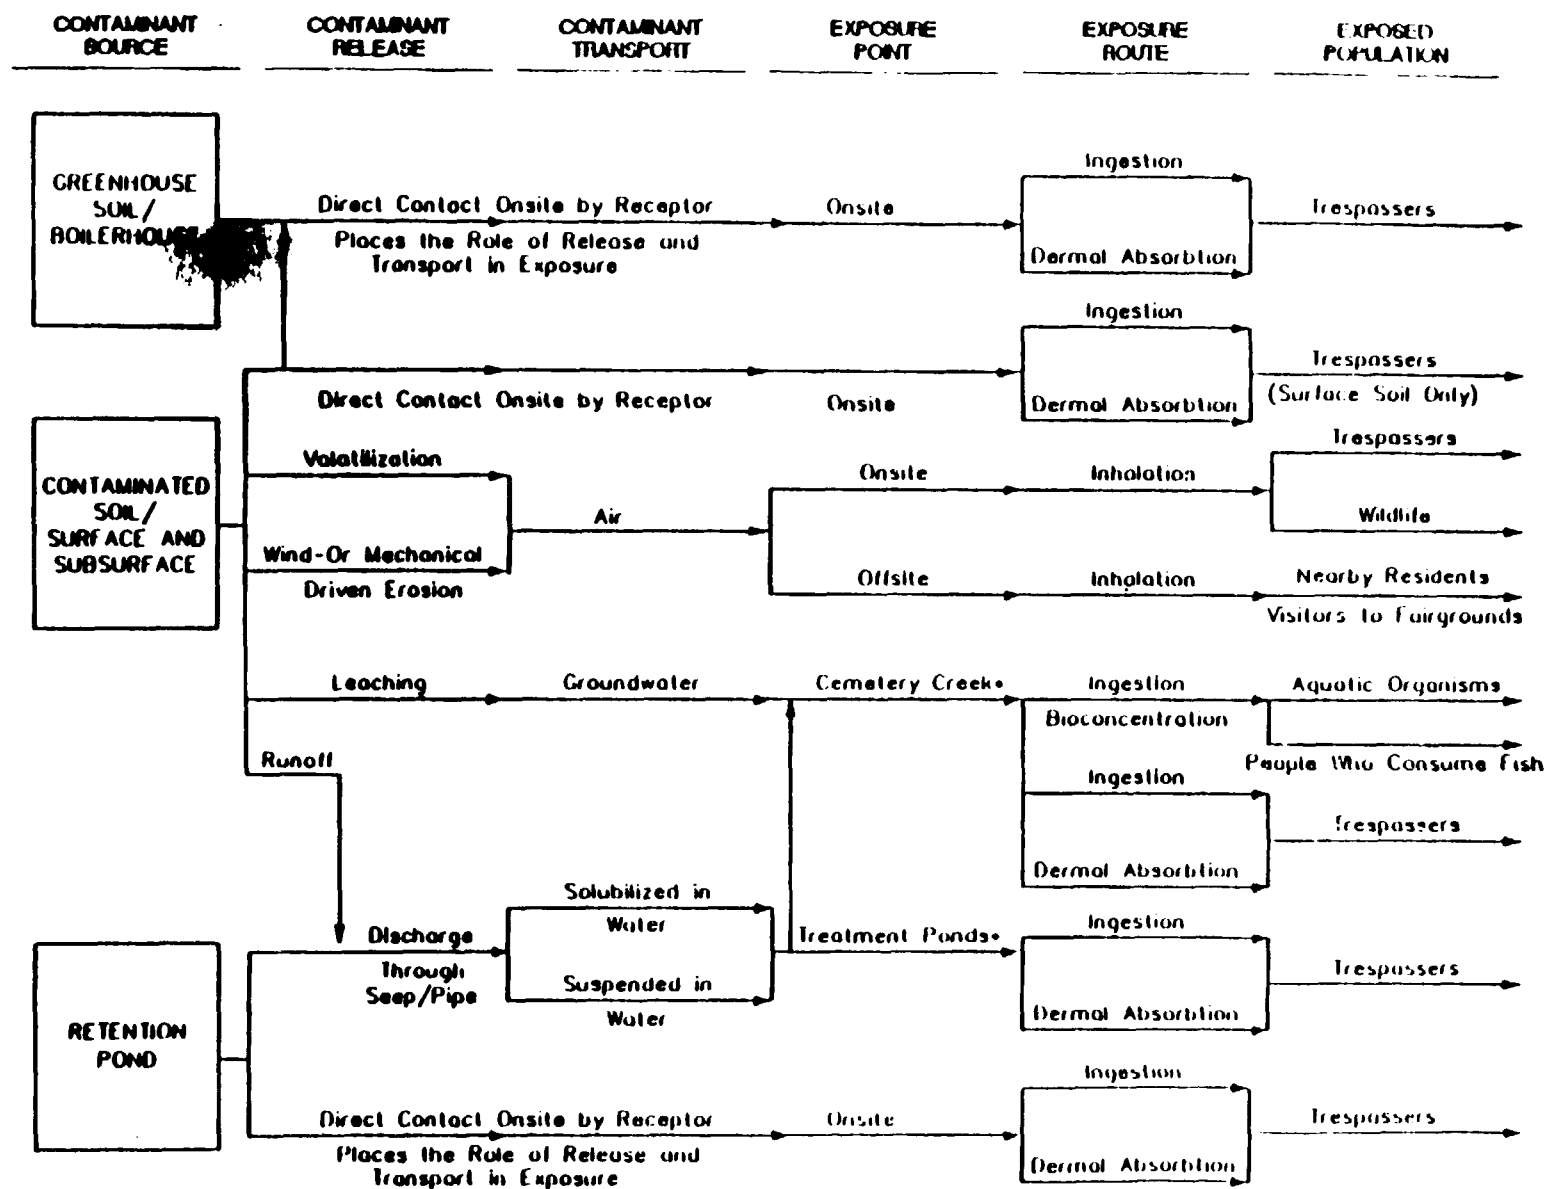 CONTAMINANT
SOURCE
CONTAMINANT
RELEASE
CONTAMINANT
TRANSPORT
EXPOSURE
POINT
EXPOSURE
ROUTE
EXPOSED
POPULATION
GREENHOUSE
SOIL/
BOILERHOUSE
Direct Contact Onsite by Receptor
Places the Role of Release and
Transport in Exposure
Onsite
Ingestion
Dermal Absorbtion
Trespassers
Direct Contact Onsite by Receptor
Onsite
Ingestion
Dermal Absorbtion
Trespassers
(Surface Soil Only)
CONTAMINATED
SOIL/
SURFACE AND
SUBSURFACE
Volatilization
Wind-Or Mechanical
Driven Erosion
Air
Onsite
Inhalation
Trespassers
Wildlife
Offsite
Inhalation
Nearby Residents
Visitors to Fairgrounds
Leaching
Groundwater
Cemetery Creek*
Ingestion
Bioconcentration
Aquatic Organisms
People Who Consume Fish
Runoff
Ingestion
Dermal Absorbtion
Trespassers
RETENTION
POND
Discharge
Through
Seep/Pipe
Solubilized in
Water
Suspended in
Water
Treatment Ponds*
Ingestion
Dermal Absorbtion
Trespassers
Direct Contact Onsite by Receptor
Places the Role of Release and
Transport in Exposure
Onsite
Ingestion
Dermal Absorbtion
Trespassers